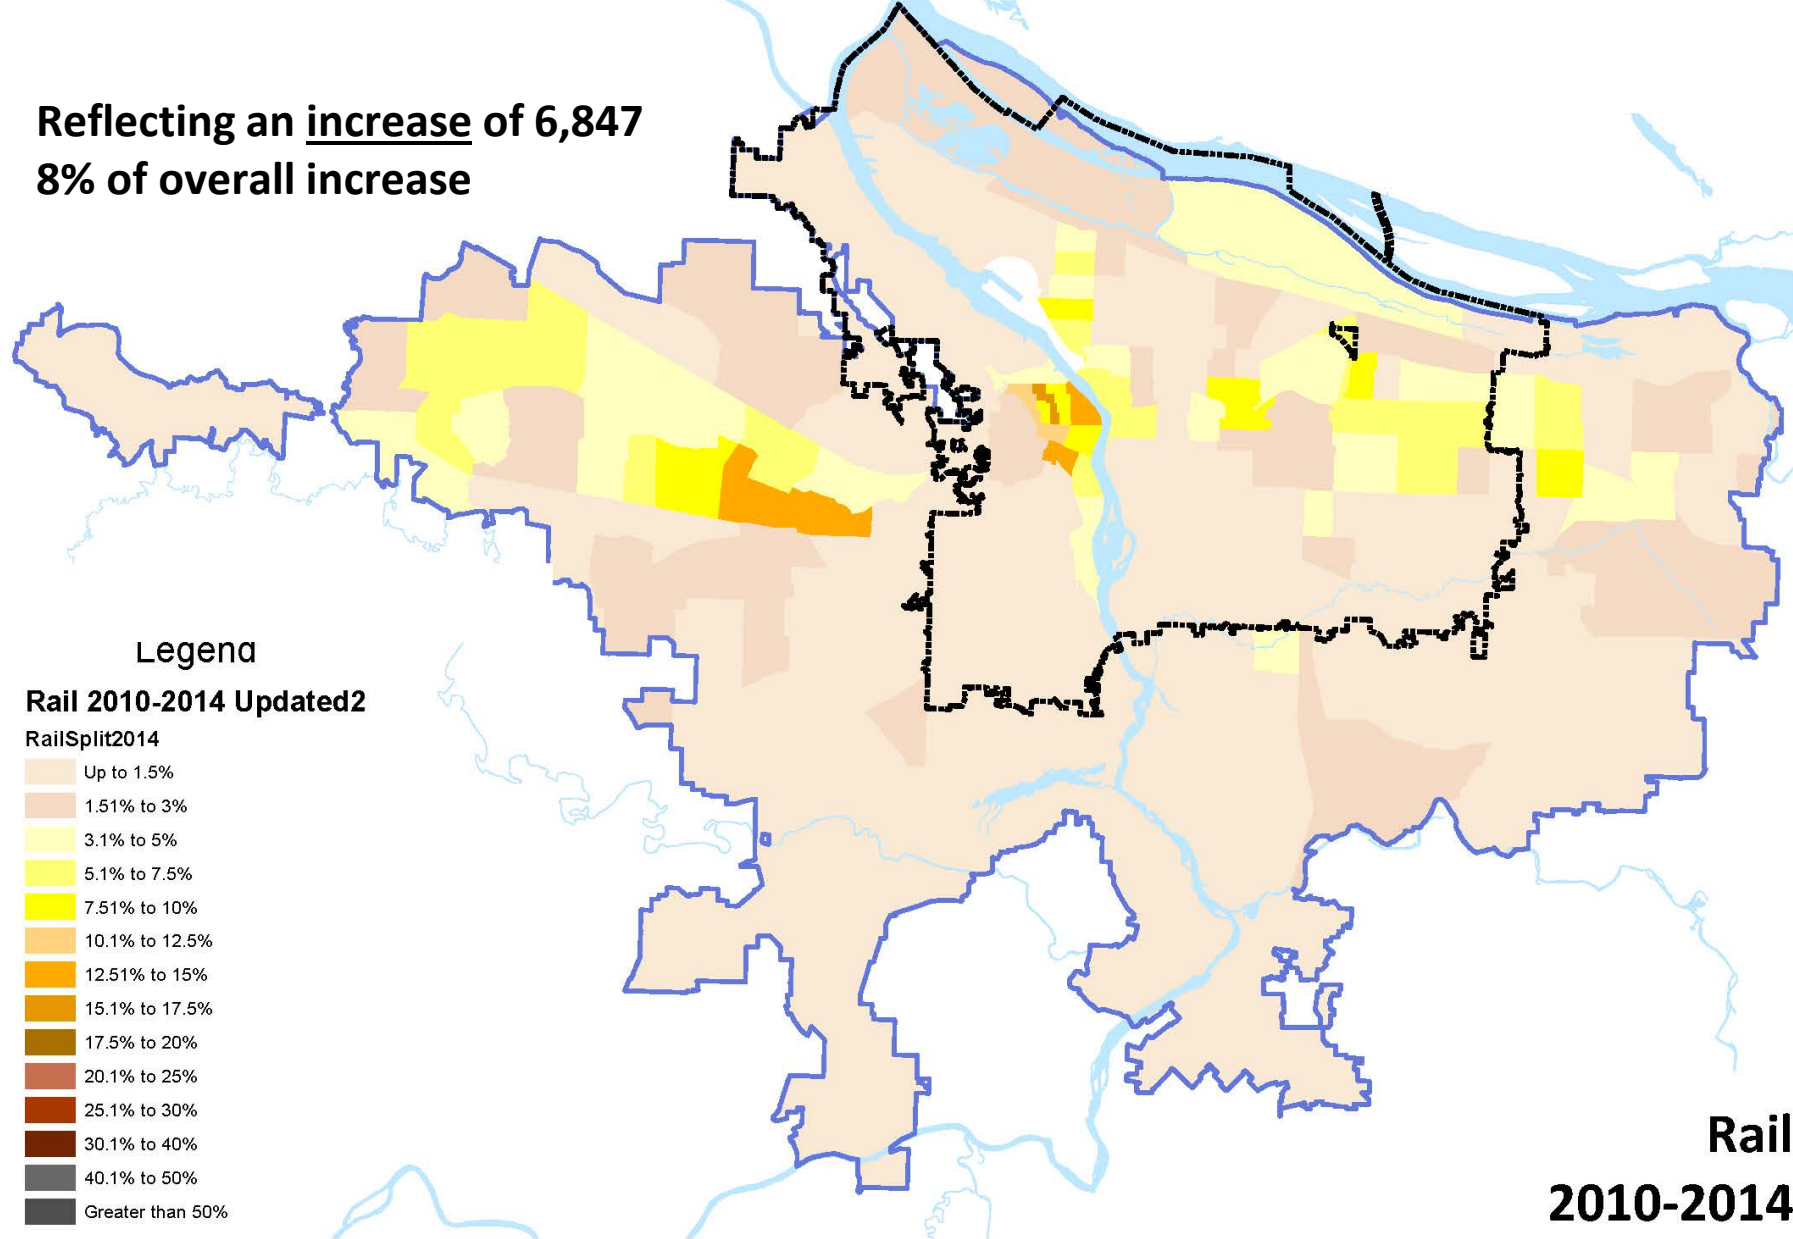 Reflecting an increase of 6,847
8% of overall increase
Legend
Rail 2010-2014 Updated2
RailSplit2014
Up to 1.5%
1.51% to 3%
3.1% to 5%
5.1% to 7.5%
7.51% to 10%
10.1% to 12.5%
12.51% to 15%
15.1% to 17.5%
17.5% to 20%
20.1% to 25%
25.1% to 30%
30.1% to 40%
40.1% to 50%
Greater than 50%
Rail
2010-2014